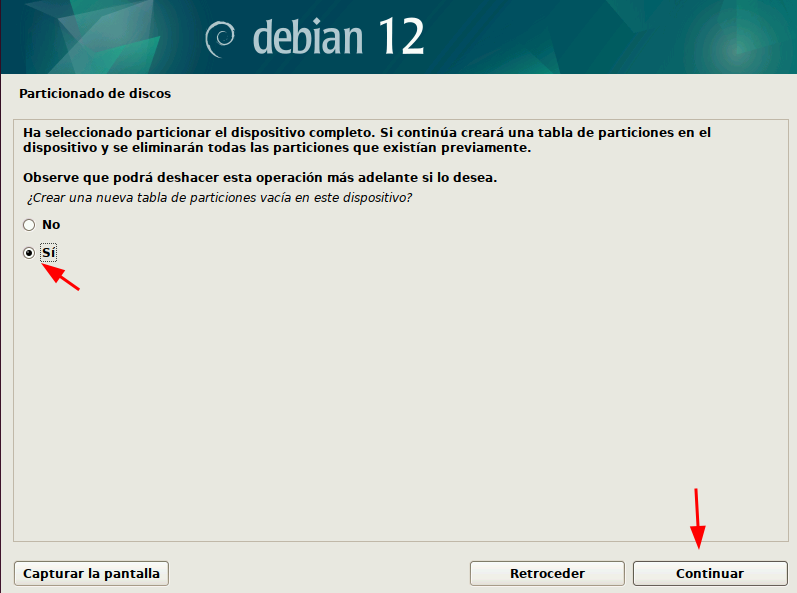 debian 12
Particionado de discos
Ha seleccionado particionar el dispositivo completo. Si continúa creará una tabla de particiones en el
dispositivo y se eliminarán todas las particiones que existían previamente.
Observe que podrá deshacer esta operación más adelante si lo desea.
¿Crear una nueva tabla de particiones vacía en este dispositivo?
No
Sí
Capturar la pantalla
Retroceder
Continuar